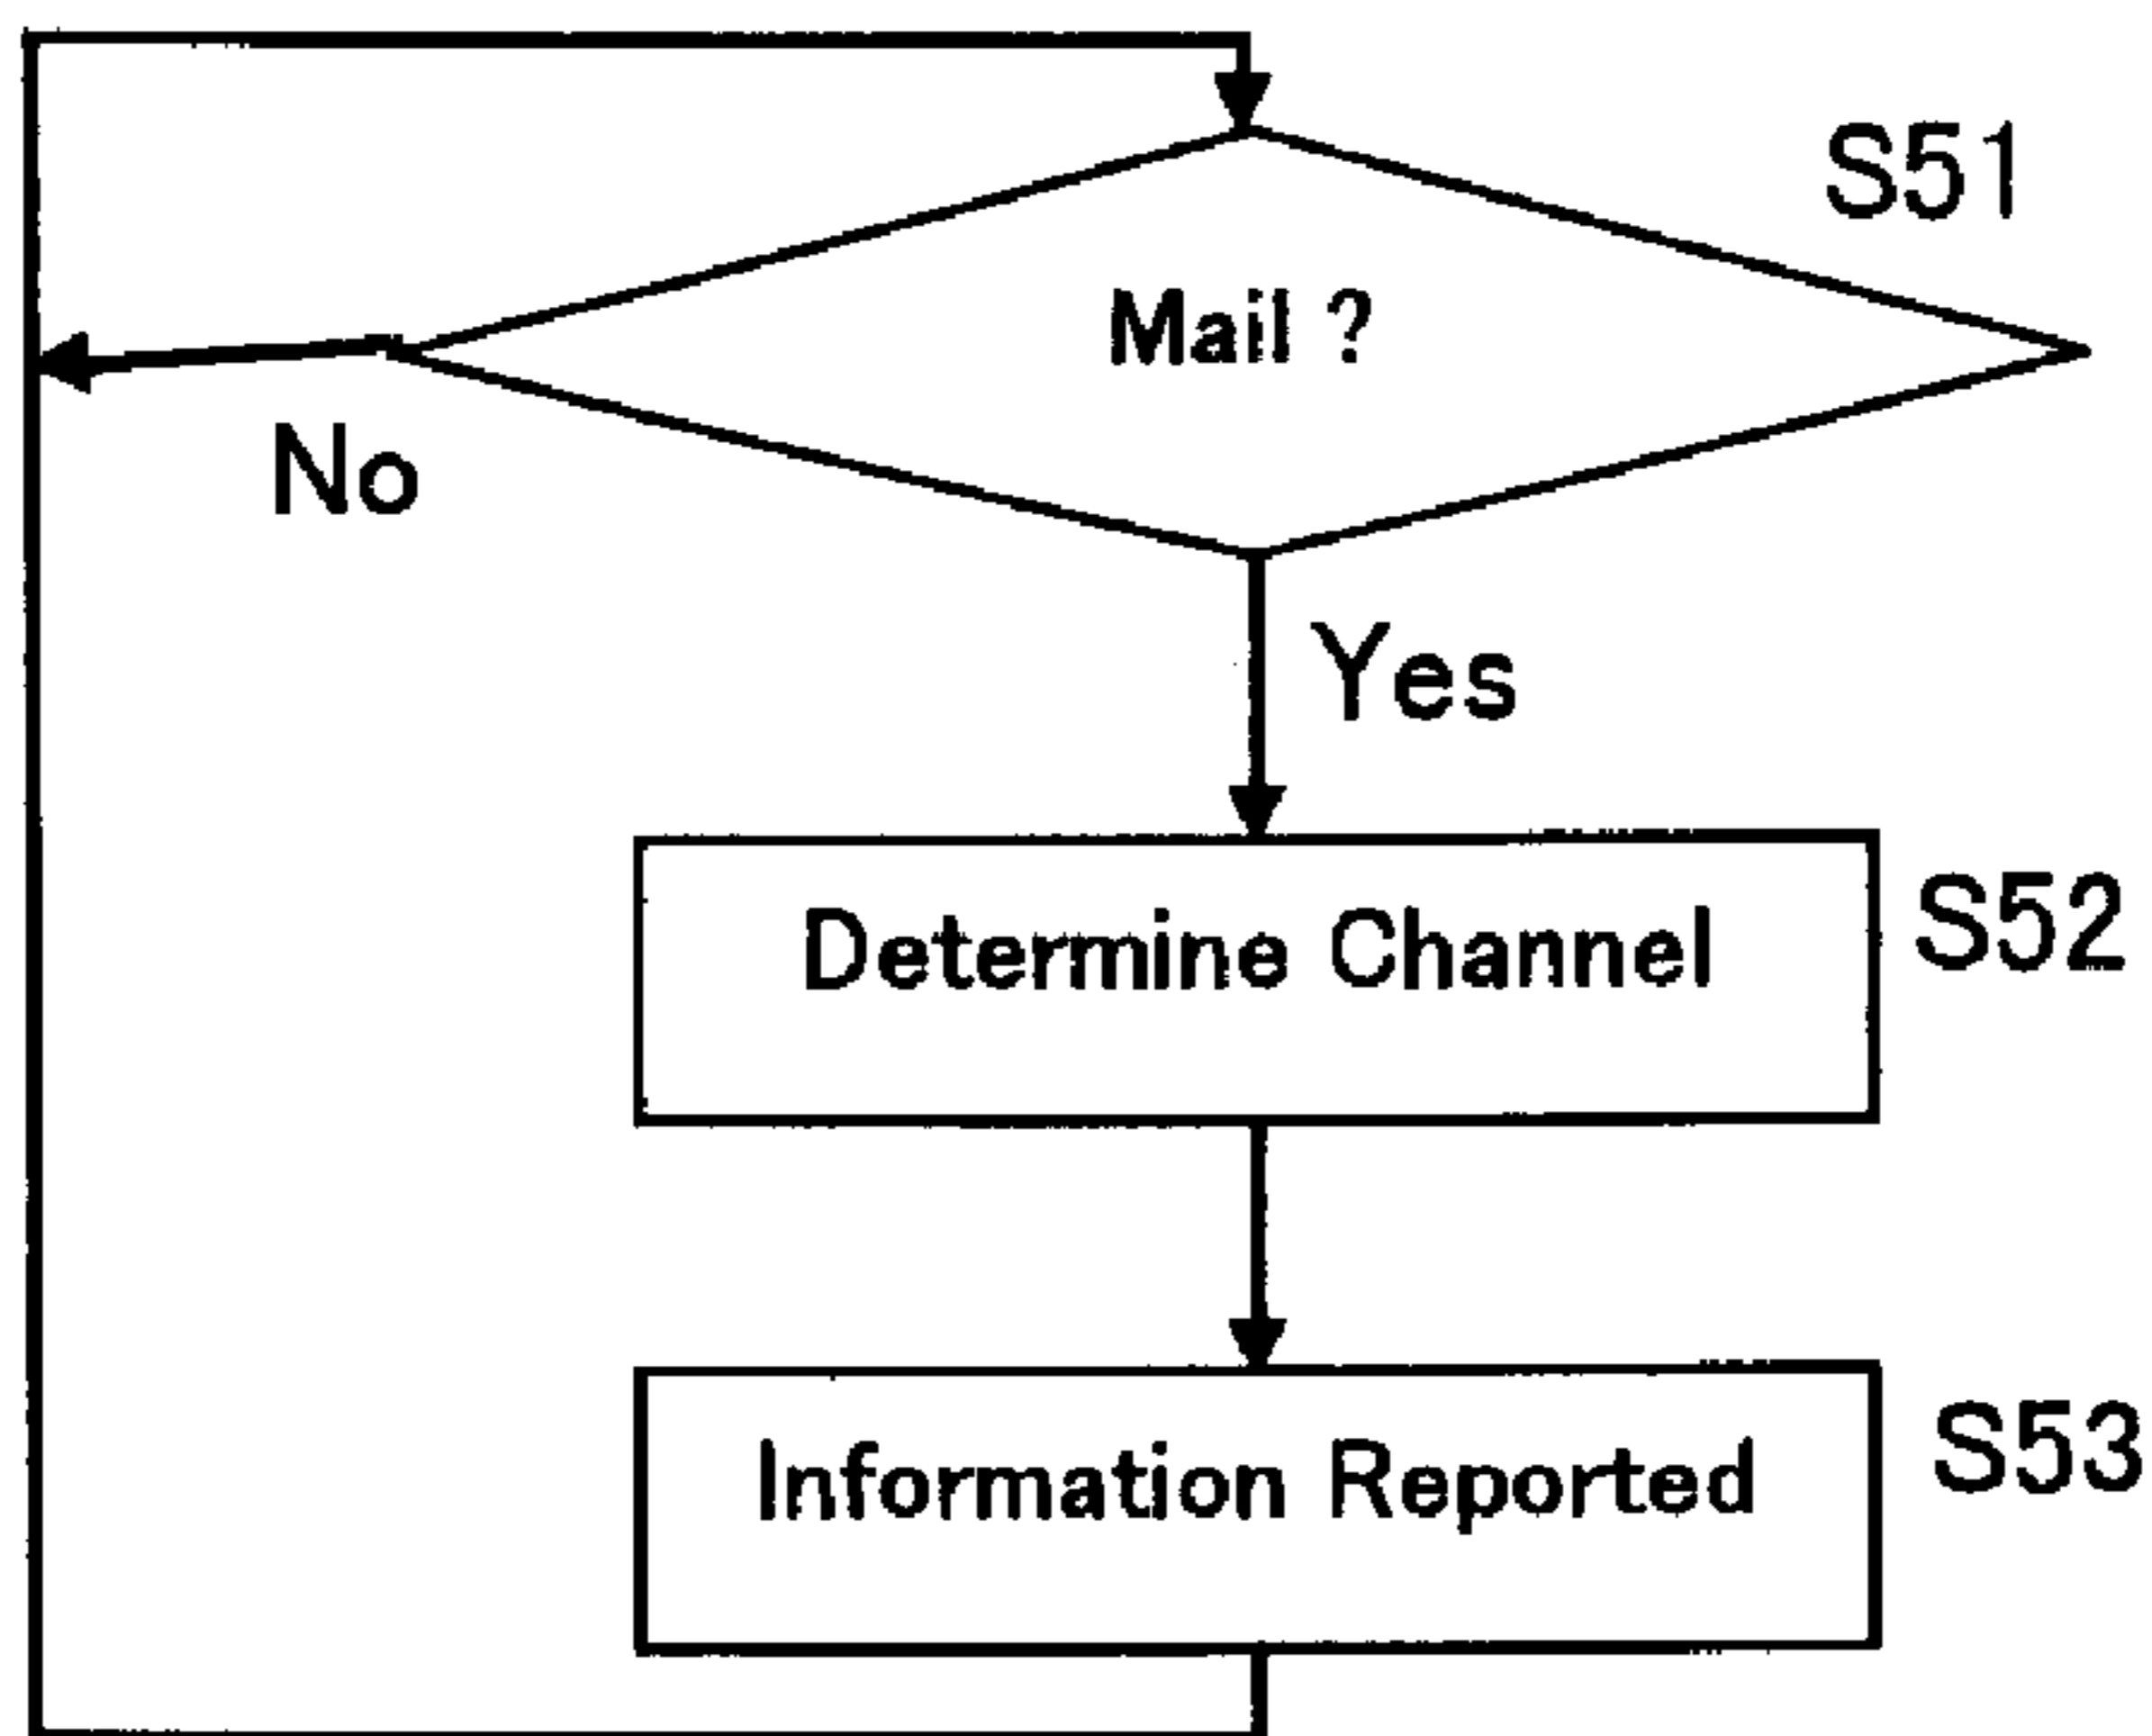 S51
Mail ?
No
Yes
Determine Channel
S52
Information Reported
S53